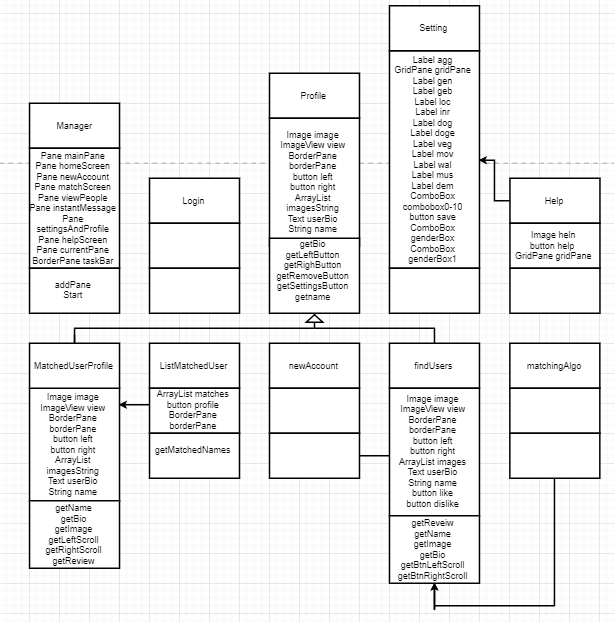 Manager
Pane mainPane
Pane homeScreen
Pane newAccount
Pane matchScreen
Pane viewPeople
Pane instantMessage
Pane
settingsAndProfile
Pane helpScreen
Pane currentPane
BorderPane taskBar
addPane
Start
Login
Profile
Image image
ImageView view
BorderPane
borderPane
button left
button right
ArrayList
imagesString
Text userBio
String name
getBio
getLeftButton
getRighButton
getRemoveButton
getSettingsButton
getname
Setting
Label agg
GridPane gridPane
Label gen
Label geb
Label loc
Label inr
Label dog
Label doge
Label veg
Label mov
Label wal
Label mus
Label dem
ComboBox
combobox0-10
button save
ComboBox
genderBox
ComboBox
genderBox1
Help
Image heln
button help
GridPane gridPane
MatchedUserProfile
Image image
ImageView view
BorderPane
borderPane
button left
button right
ArrayList
imagesString
Text userBio
String name
getName
getBio
getImage
getLeftScroll
getRightScroll
getReview
ListMatchedUser
ArrayList matches
button profile
BorderPane
borderPane
getMatchedNames
newAccount
findUsers
Image image
ImageView view
BorderPane
borderPane
button left
button right
ArrayList images
Text userBio
String name
button like
button dislike
getReveiw
getName
getImage
getBio
getBtnLeftScroll
getBtnRightScroll
matchingAlgo